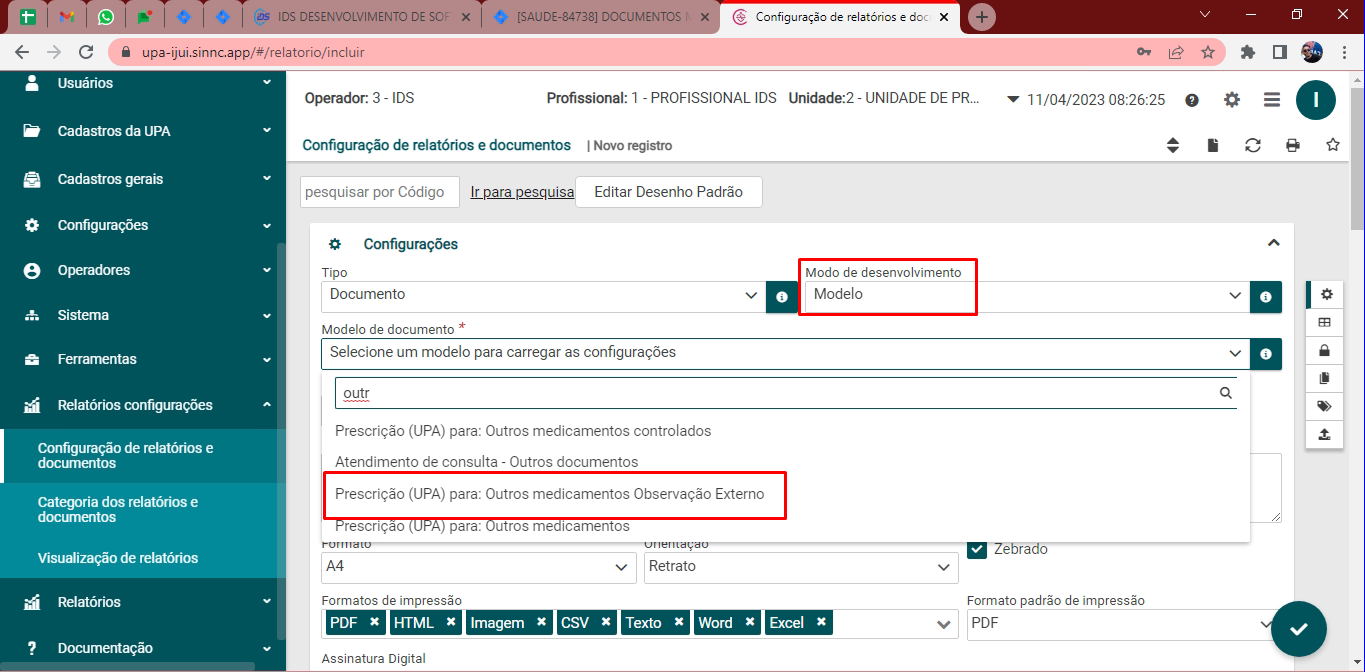 IDS DESENVOLVIMENTO DE SOF
[SAUDE-84738] DOCUMENTOS M
Configuração de relatórios e doc
upa-ijui.sinnc.app/#/relatorio/incluir
Usuários
Cadastros da UPA
Cadastros gerais
Configurações
Operadores
Sistema
Ferramentas
Relatórios configurações
Configuração de relatórios e
documentos
Categoria dos relatórios e
documentos
Visualização de relatórios
Relatórios
Documentação
Operador: 3 - IDS
Profissional: 1 - PROFISSIONAL IDS
Unidade:2 - UNIDADE DE PR...
11/04/2023 08:26:25
I
Configuração de relatórios e documentos | Novo registro
pesquisar por Código
Ir para pesquisa
Editar Desenho Padrão
Configurações
Tipo
Modo de desenvolvimento
Documento
Modelo
Modelo de documento *
Selecione um modelo para carregar as configurações
outr
Prescrição (UPA) para: Outros medicamentos controlados
Atendimento de consulta - Outros documentos
Prescrição (UPA) para: Outros medicamentos Observação Externo
Prescrição (UPA) para: Outros medicamentos
Formato
Orientação
Zebrado
A4
Retrato
Formatos de impressão
Formato padrão de impressão
PDF × HTML × Imagem × CSV × Texto × Word × Excel ×
PDF
Assinatura Digital